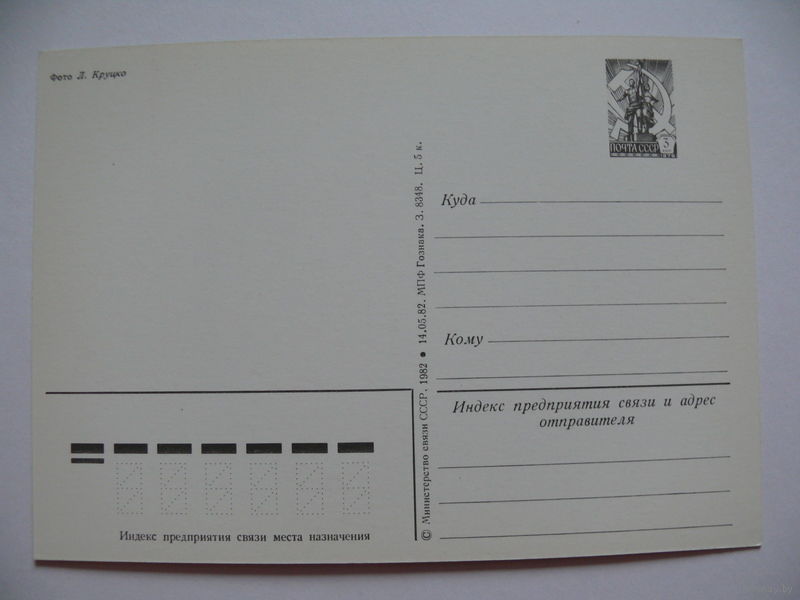 Фото Л. Круцко
ПОЧТА СССР
3
Куда
Кому
© Министерство связи СССР. 1982 ● 14.05.82. МПФ Гознака. З. 8348. Ц. 5 к.
Индекс предприятия связи и адрес
отправителя
Индекс предприятия связи места назначения